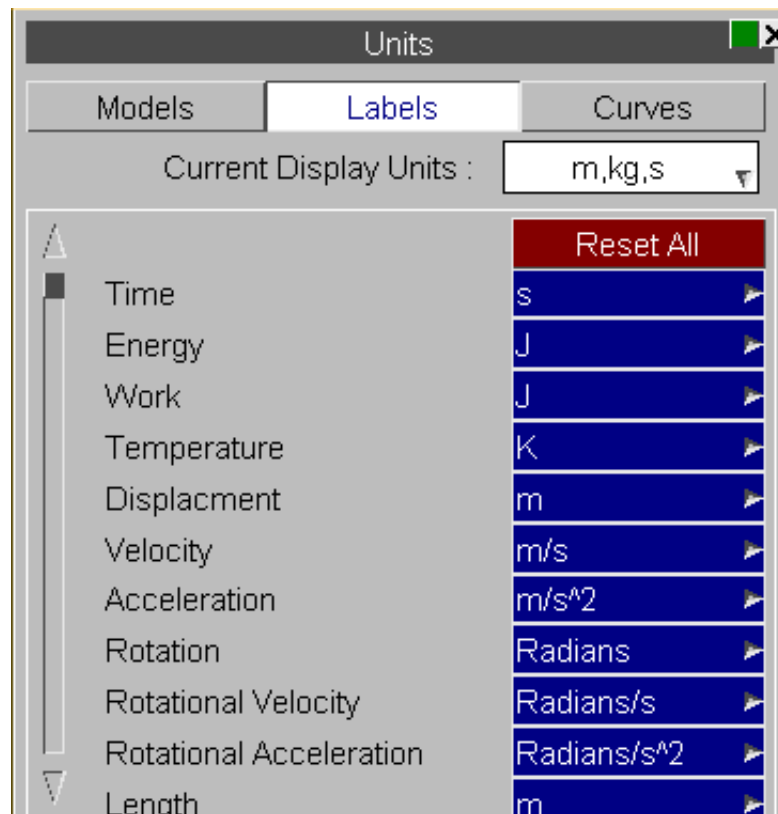 Units
Models Labels Curves
Current Display Units : m,kg,s
Reset All
Time s
Energy J
Work J
Temperature K
Displacment m
Velocity m/s
Acceleration m/s^2
Rotation Radians
Rotational Velocity Radians/s
Rotational Acceleration Radians/s^2
Length m